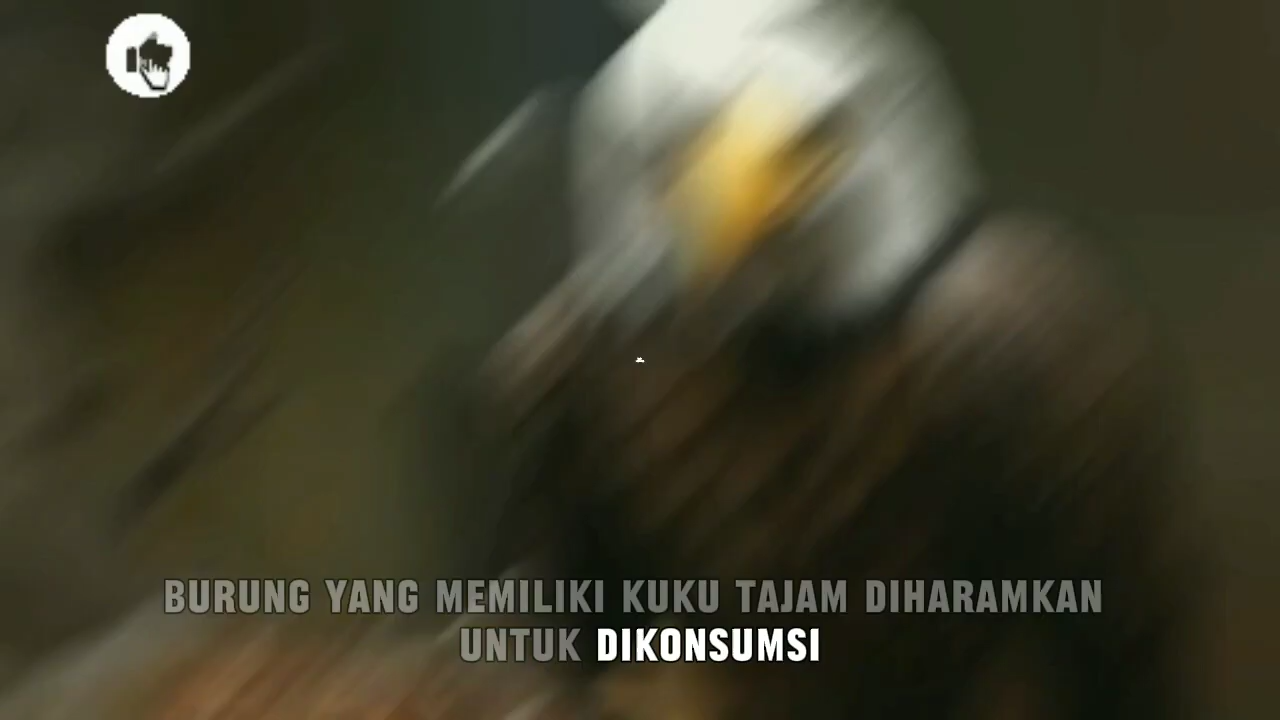 BURUNG YANG MEMILIKI KUKU TAJAM DIHARAMKAN
UNTUK DIKONSUMSI